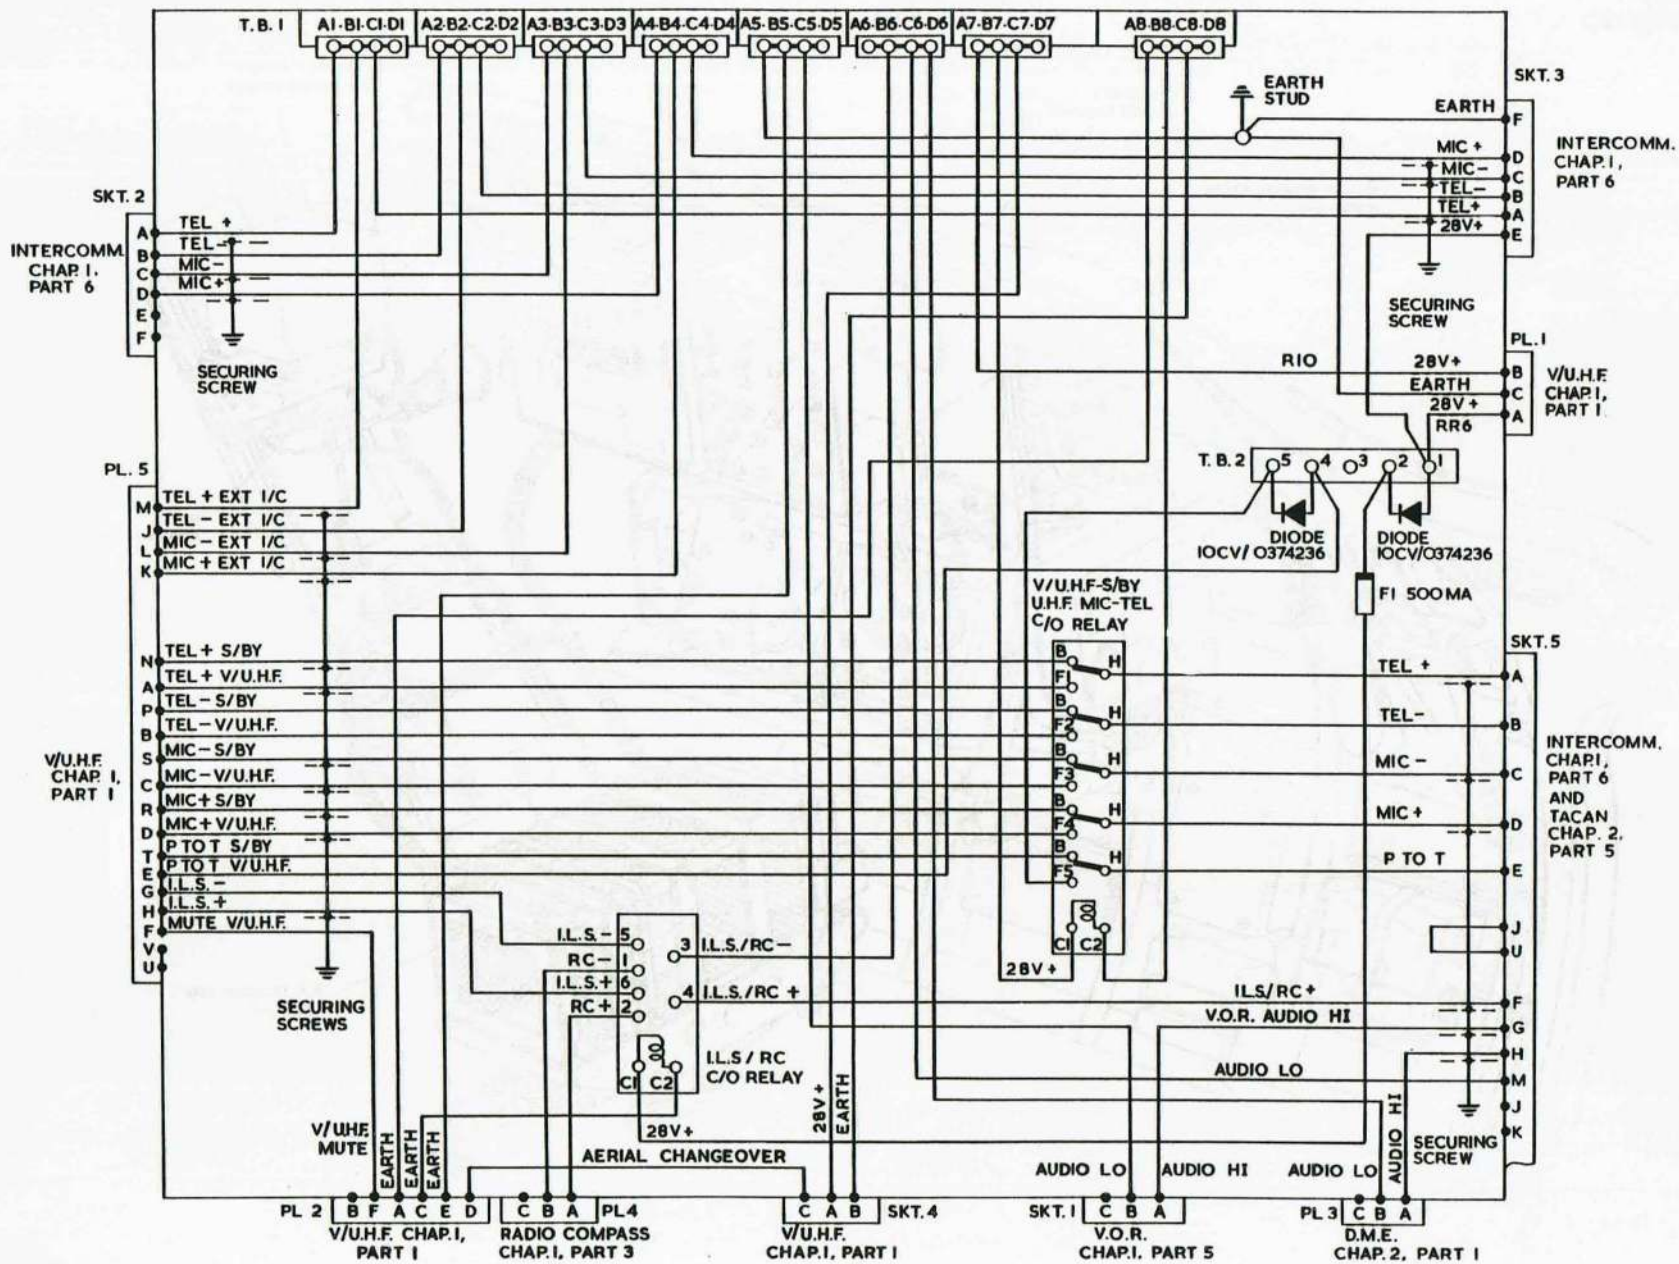 T.B.1
A1·B1·C1·D1
A2·B2·C2·D2
A3·B3·C3·D3
A4·B4·C4·D4
A5·B5·C5·D5
A6·B6·C6·D6
A7·B7·C7·D7
A8·B8·C8·D8
EARTH
STUD
SKT. 3
EARTH
F
MIC +
D
MIC-
C
TEL-
B
TEL+
A
28V+
E
INTERCOMM.
CHAP. I,
PART 6
SECURING
SCREW
SKT. 2
INTERCOMM.
CHAP. I.
PART 6
A
TEL +
B
TEL-
C
MIC-
D
MIC+
E
F
SECURING
SCREW
PL. I
R10
28V+
B
EARTH
C
28V+
A
RR6
V/U.H.F.
CHAP. I,
PART I.
T. B. 2
5
4
3
2
1
DIODE
10CV/0374236
DIODE
10CV/0374236
F1 500MA
PL. 5
M
TEL + EXT I/C
J
TEL - EXT I/C
L
MIC - EXT I/C
K
MIC + EXT I/C
V/U.H.F-S/BY
U.H.F. MIC-TEL
C/O RELAY
N
TEL+ S/BY
A
TEL+ V/U.H.F.
P
TEL- S/BY
B
TEL- V/U.H.F.
S
MIC- S/BY
C
MIC- V/U.H.F.
R
MIC+ S/BY
D
MIC+ V/U.H.F.
T
P TO T S/BY
E
P TO T V/U.H.F.
G
I.L.S. -
H
I.L.S. +
F
MUTE V/U.H.F.
V
U
V/U.H.F.
CHAP. I,
PART I
SECURING
SCREWS
B
H
F1
B
H
F2
B
H
F3
B
H
F4
B
H
F5
C1
C2
28V+
SKT. 5
TEL +
A
TEL-
B
MIC -
C
MIC +
D
P TO T
E
J
U
ILS/RC+
F
V.O.R. AUDIO HI
G
H
AUDIO LO
M
J
K
INTERCOMM.
CHAP. I,
PART 6
AND
TACAN
CHAP. 2,
PART 5
SECURING
SCREW
I.L.S. -
5
RC -
1
I.L.S. +
6
RC +
2
3
I.L.S./RC -
4
I.L.S./RC +
C1
C2
I.L.S / RC
C/O RELAY
28V+
V/U.H.F.
MUTE
EARTH
EARTH
EARTH
AERIAL CHANGEOVER
28V+
EARTH
AUDIO LO
AUDIO HI
AUDIO LO
AUDIO HI
PL 2
B F A C E D
V/U.H.F. CHAP. I,
PART I
C B A
PL4
RADIO COMPASS
CHAP. I, PART 3
C A B
SKT. 4
V/U.H.F.
CHAP. I, PART I
SKT. I
C B A
V.O.R.
CHAP. I, PART 5
PL 3
C B A
D.M.E.
CHAP. 2, PART I